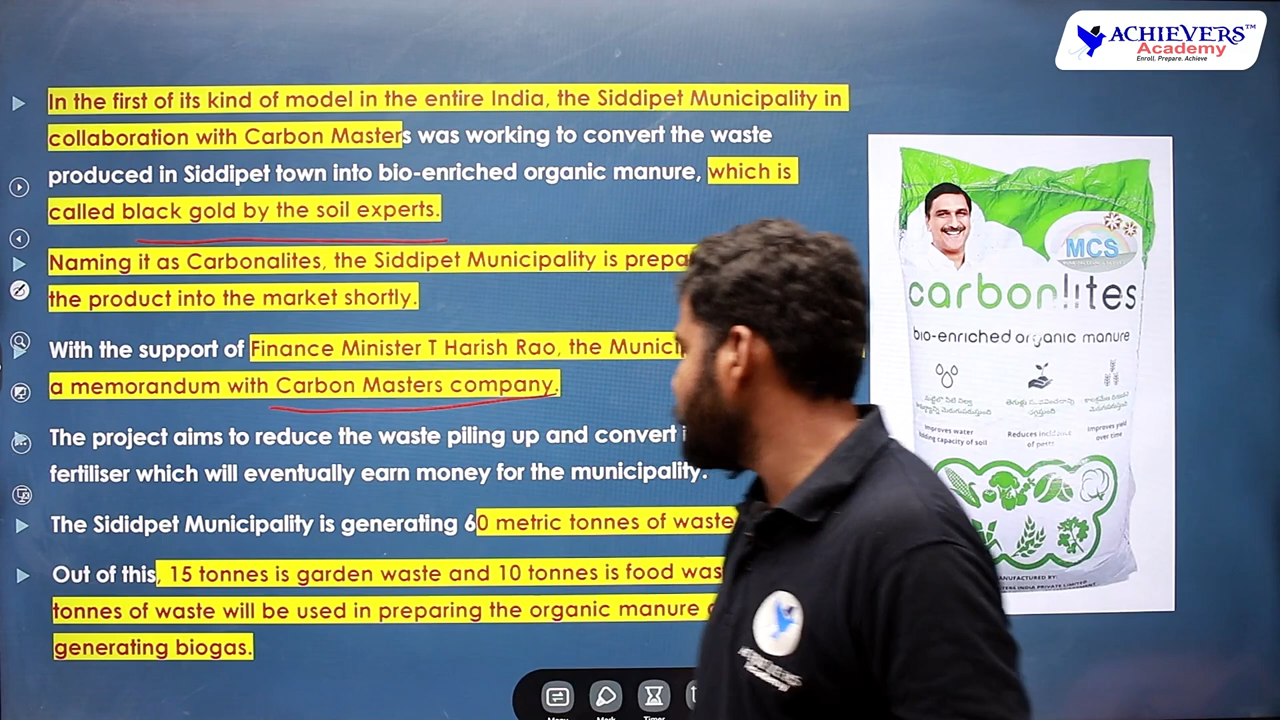 ACHIEVERS™
Academy
Enroll. Prepare. Achieve
In the first of its kind of model in the entire India, the Siddipet Municipality in
collaboration with Carbon Masters was working to convert the waste
produced in Siddipet town into bio-enriched organic manure, which is
called black gold by the soil experts.
Naming it as Carbonalites, the Siddipet Municipality is
the product into the market shortly.
With the support of Finance Minister T Harish Rao, the
a memorandum with Carbon Masters company.
The project aims to reduce the waste piling up and convert
fertiliser which will eventually earn money for the municipality.
The Sididpet Municipality is generating 60 metric tonnes of waste
Out of this, 15 tonnes is garden waste and 10 tonnes is food
tonnes of waste will be used in preparing the organic manure
generating biogas.
MCS
carbon!ites
bio-enriched organic manure
Improves water
holding capacity of soil
Reduces incidence
of pests
Improves yield
over time
Mark
Timer